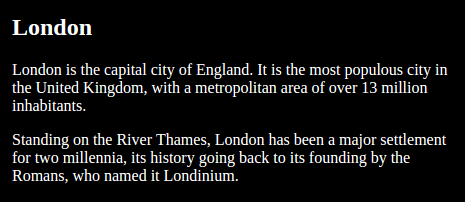 London
London is the capital city of England. It is the most populous city in
the United Kingdom, with a metropolitan area of over 13 million
inhabitants.
Standing on the River Thames, London has been a major settlement
for two millennia, its history going back to its founding by the
Romans, who named it Londinium.